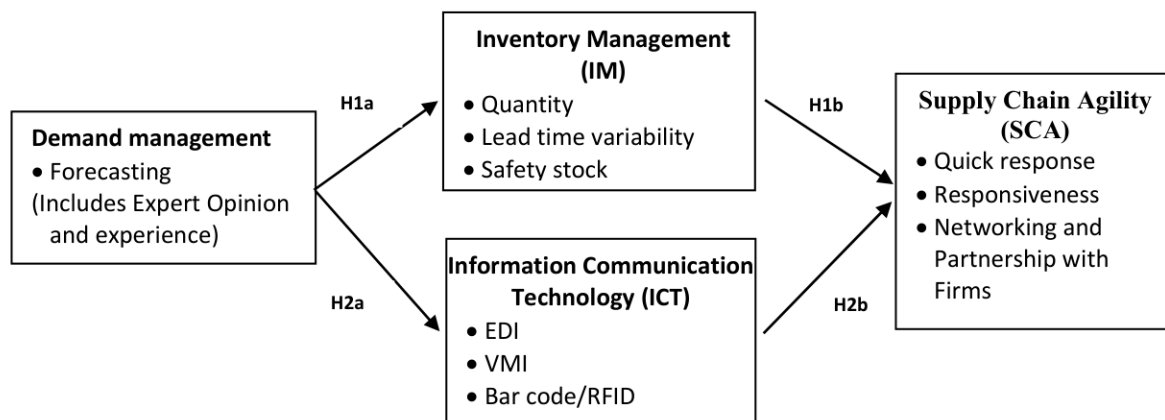 Demand management
• Forecasting
(Includes Expert Opinion
and experience)
H1a
H2a
Inventory Management
(IM)
• Quantity
• Lead time variability
• Safety stock
Information Communication
Technology (ICT)
• EDI
• VMI
• Bar code/RFID
H1b
H2b
Supply Chain Agility
(SCA)
• Quick response
• Responsiveness
• Networking and
Partnership with
Firms